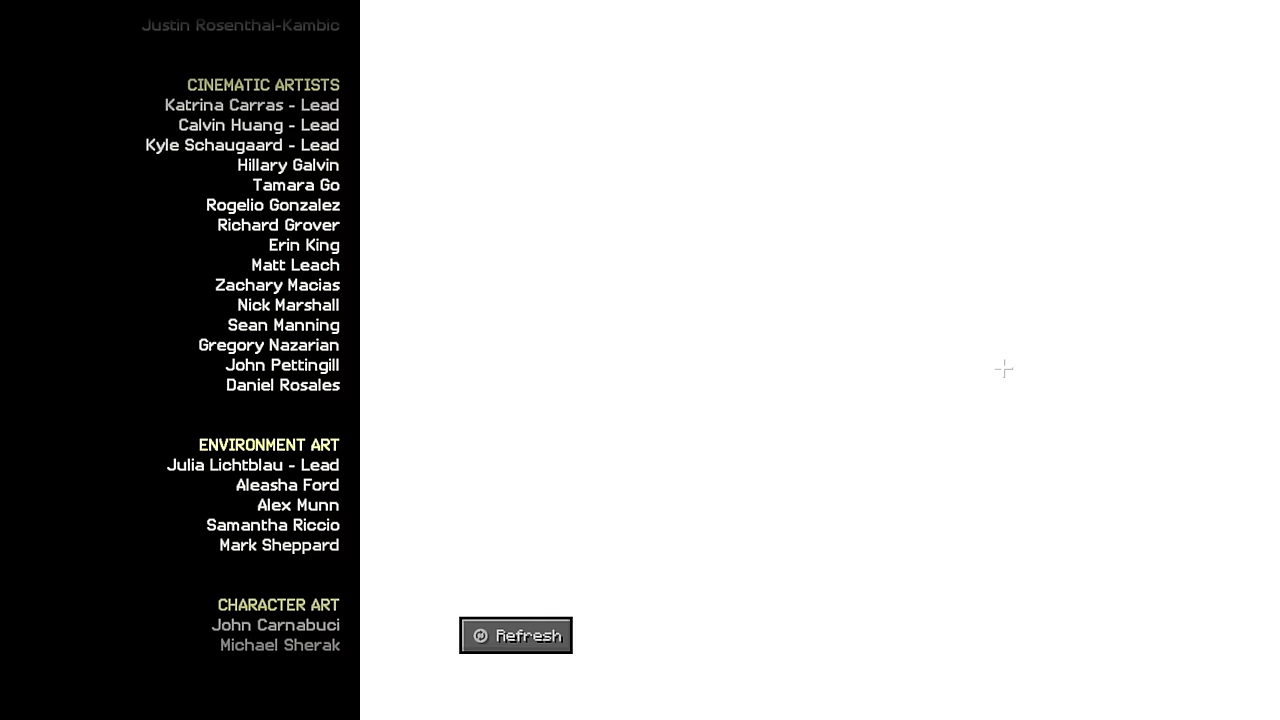 Justin Rosenthal-Kambic
CINEMATIC ARTISTS
Katrina Carras - Lead
Calvin Huang - Lead
Kyle Schaugaard - Lead
Hillary Galvin
Tamara Go
Rogelio Gonzalez
Richard Grover
Erin King
Matt Leach
Zachary Macias
Nick Marshall
Sean Manning
Gregory Nazarian
John Pettingill
Daniel Rosales
ENVIRONMENT ART
Julia Lichtblau - Lead
Aleasha Ford
Alex Munn
Samantha Riccio
Mark Sheppard
CHARACTER ART
John Carnabuci
Michael Sherak
Refresh